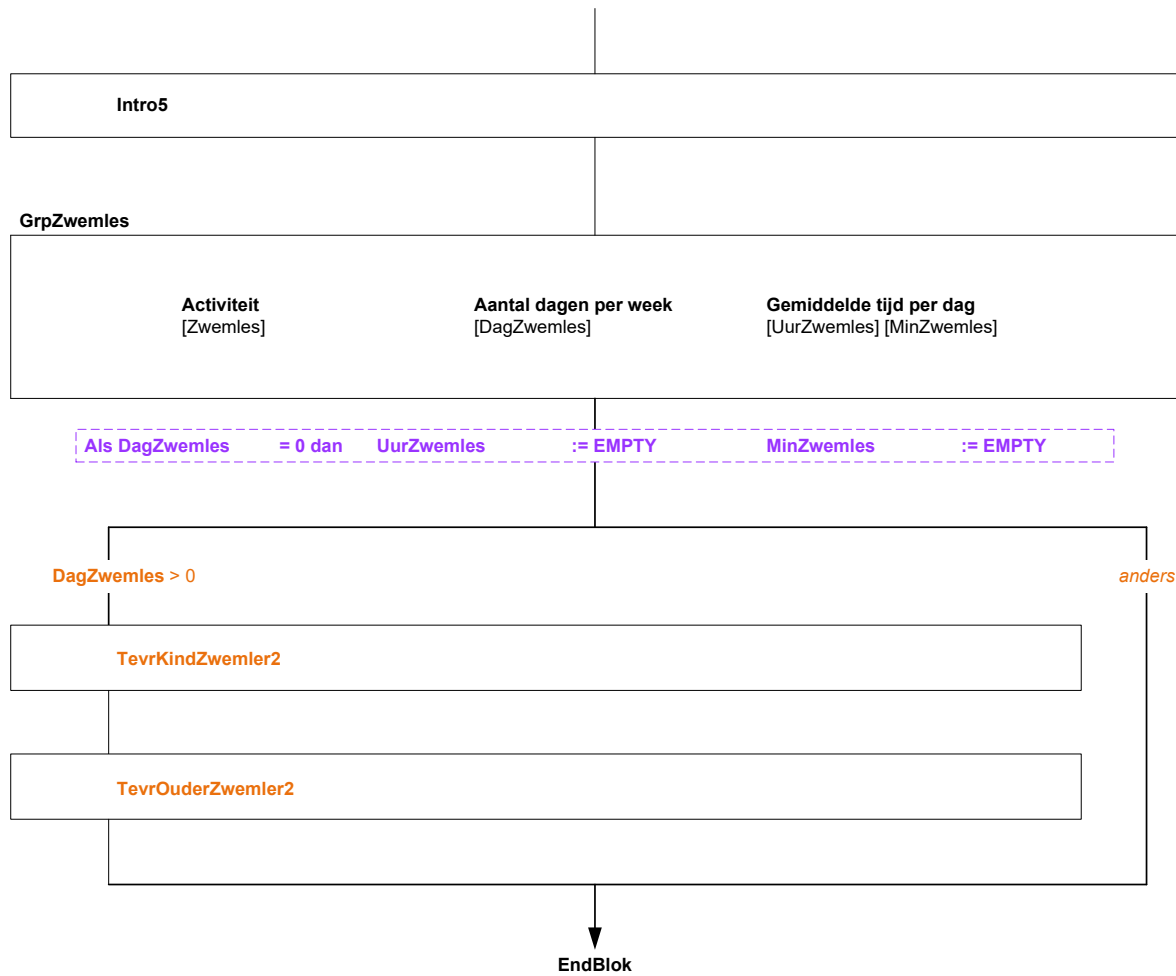 Intro5
GrpZwemles
Activiteit Aantal dagen per week Gemiddelde tijd per dag
[Zwemles] [DagZwemles] [UurZwemles] [MinZwemles]
Als DagZwemles = 0 dan UurZwemles := EMPTY MinZwemles := EMPTY
DagZwemles > 0 anders
TevrKindZwemler2
TevrOuderZwemler2
EndBlok